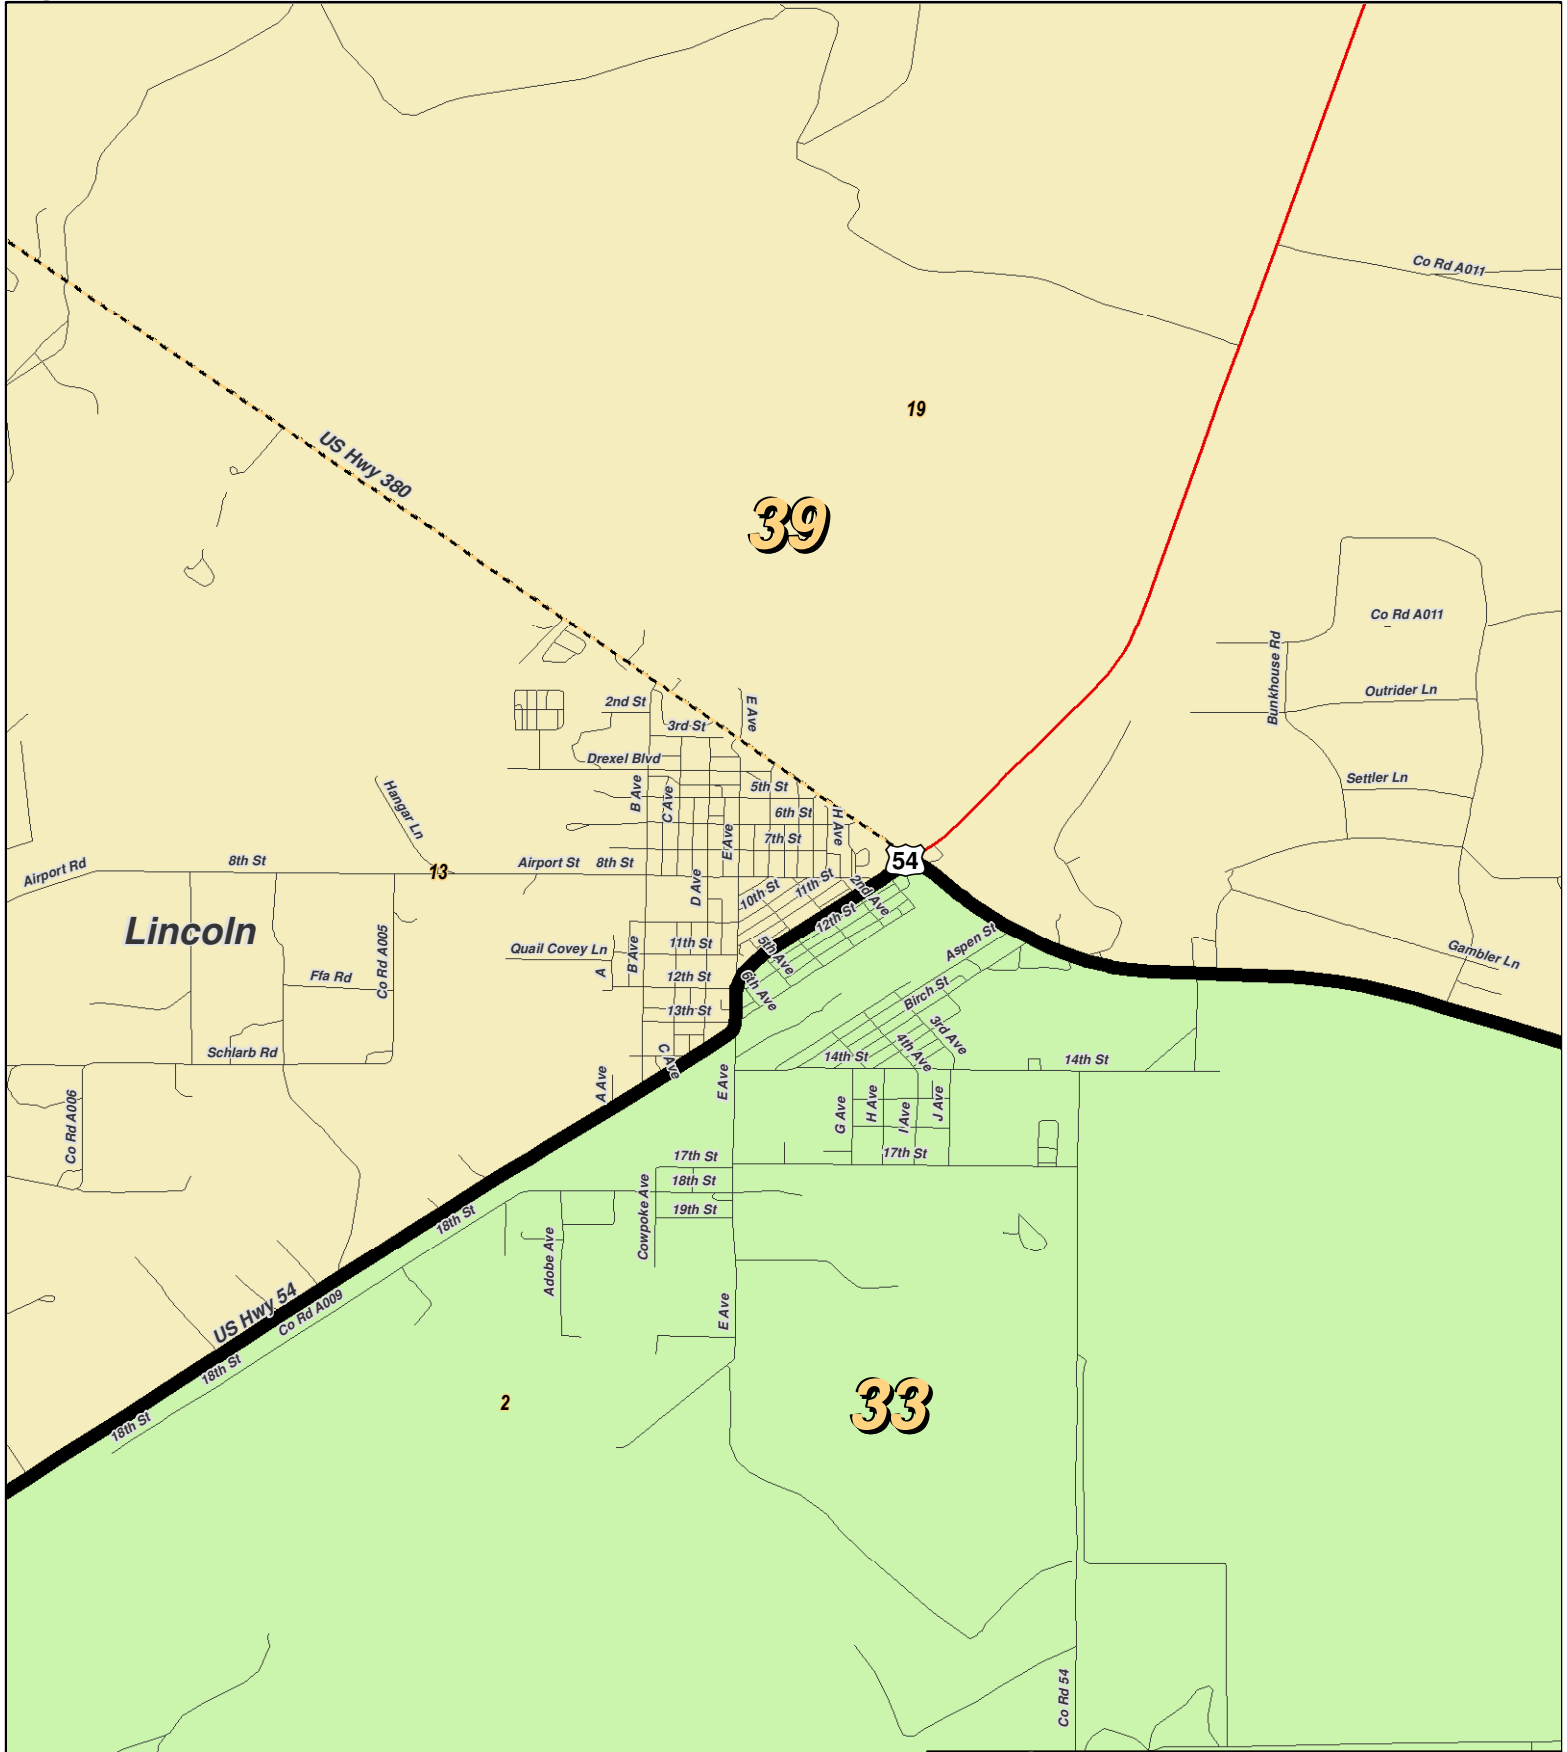 Co Rd A011
19
US Hwy 380
39
Co Rd A011
Bunkhouse Rd
Outrider Ln
2nd St
E Ave
3rd St
Drexel Blvd
Settler Ln
B Ave
C Ave
5th St
Hangar Ln
6th St
H Ave
7th St
E Ave
54
Airport Rd
8th St
13
Airport St
8th St
D Ave
10th St
11th St
2nd Ave
12th St
Lincoln
Quail Covey Ln
11th St
5th Ave
Aspen St
Gambler Ln
B Ave
A
12th St
6th Ave
Birch St
Ffa Rd
Co Rd A005
13th St
3rd Ave
4th Ave
Schlarb Rd
C Ave
14th St
14th St
A Ave
E Ave
G Ave
H Ave
I Ave
J Ave
Co Rd A006
17th St
17th St
18th St
Cowpoke Ave
19th St
18th St
Adobe Ave
US Hwy 54
Co Rd A009
E Ave
18th St
2
33
18th St
Co Rd 54